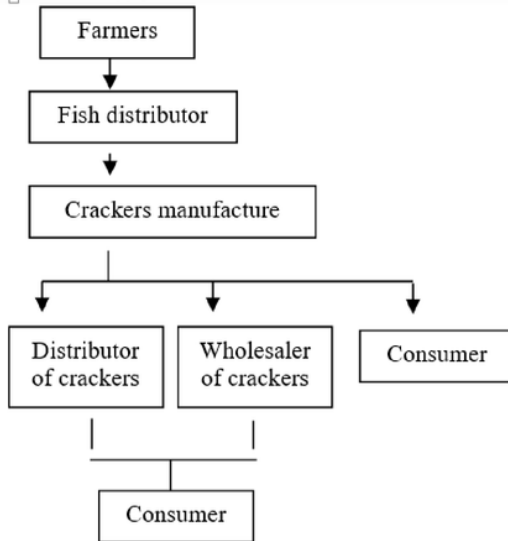 Farmers
Fish distributor
Crackers manufacture
Distributor
of crackers
Wholesaler
of crackers
Consumer
Consumer